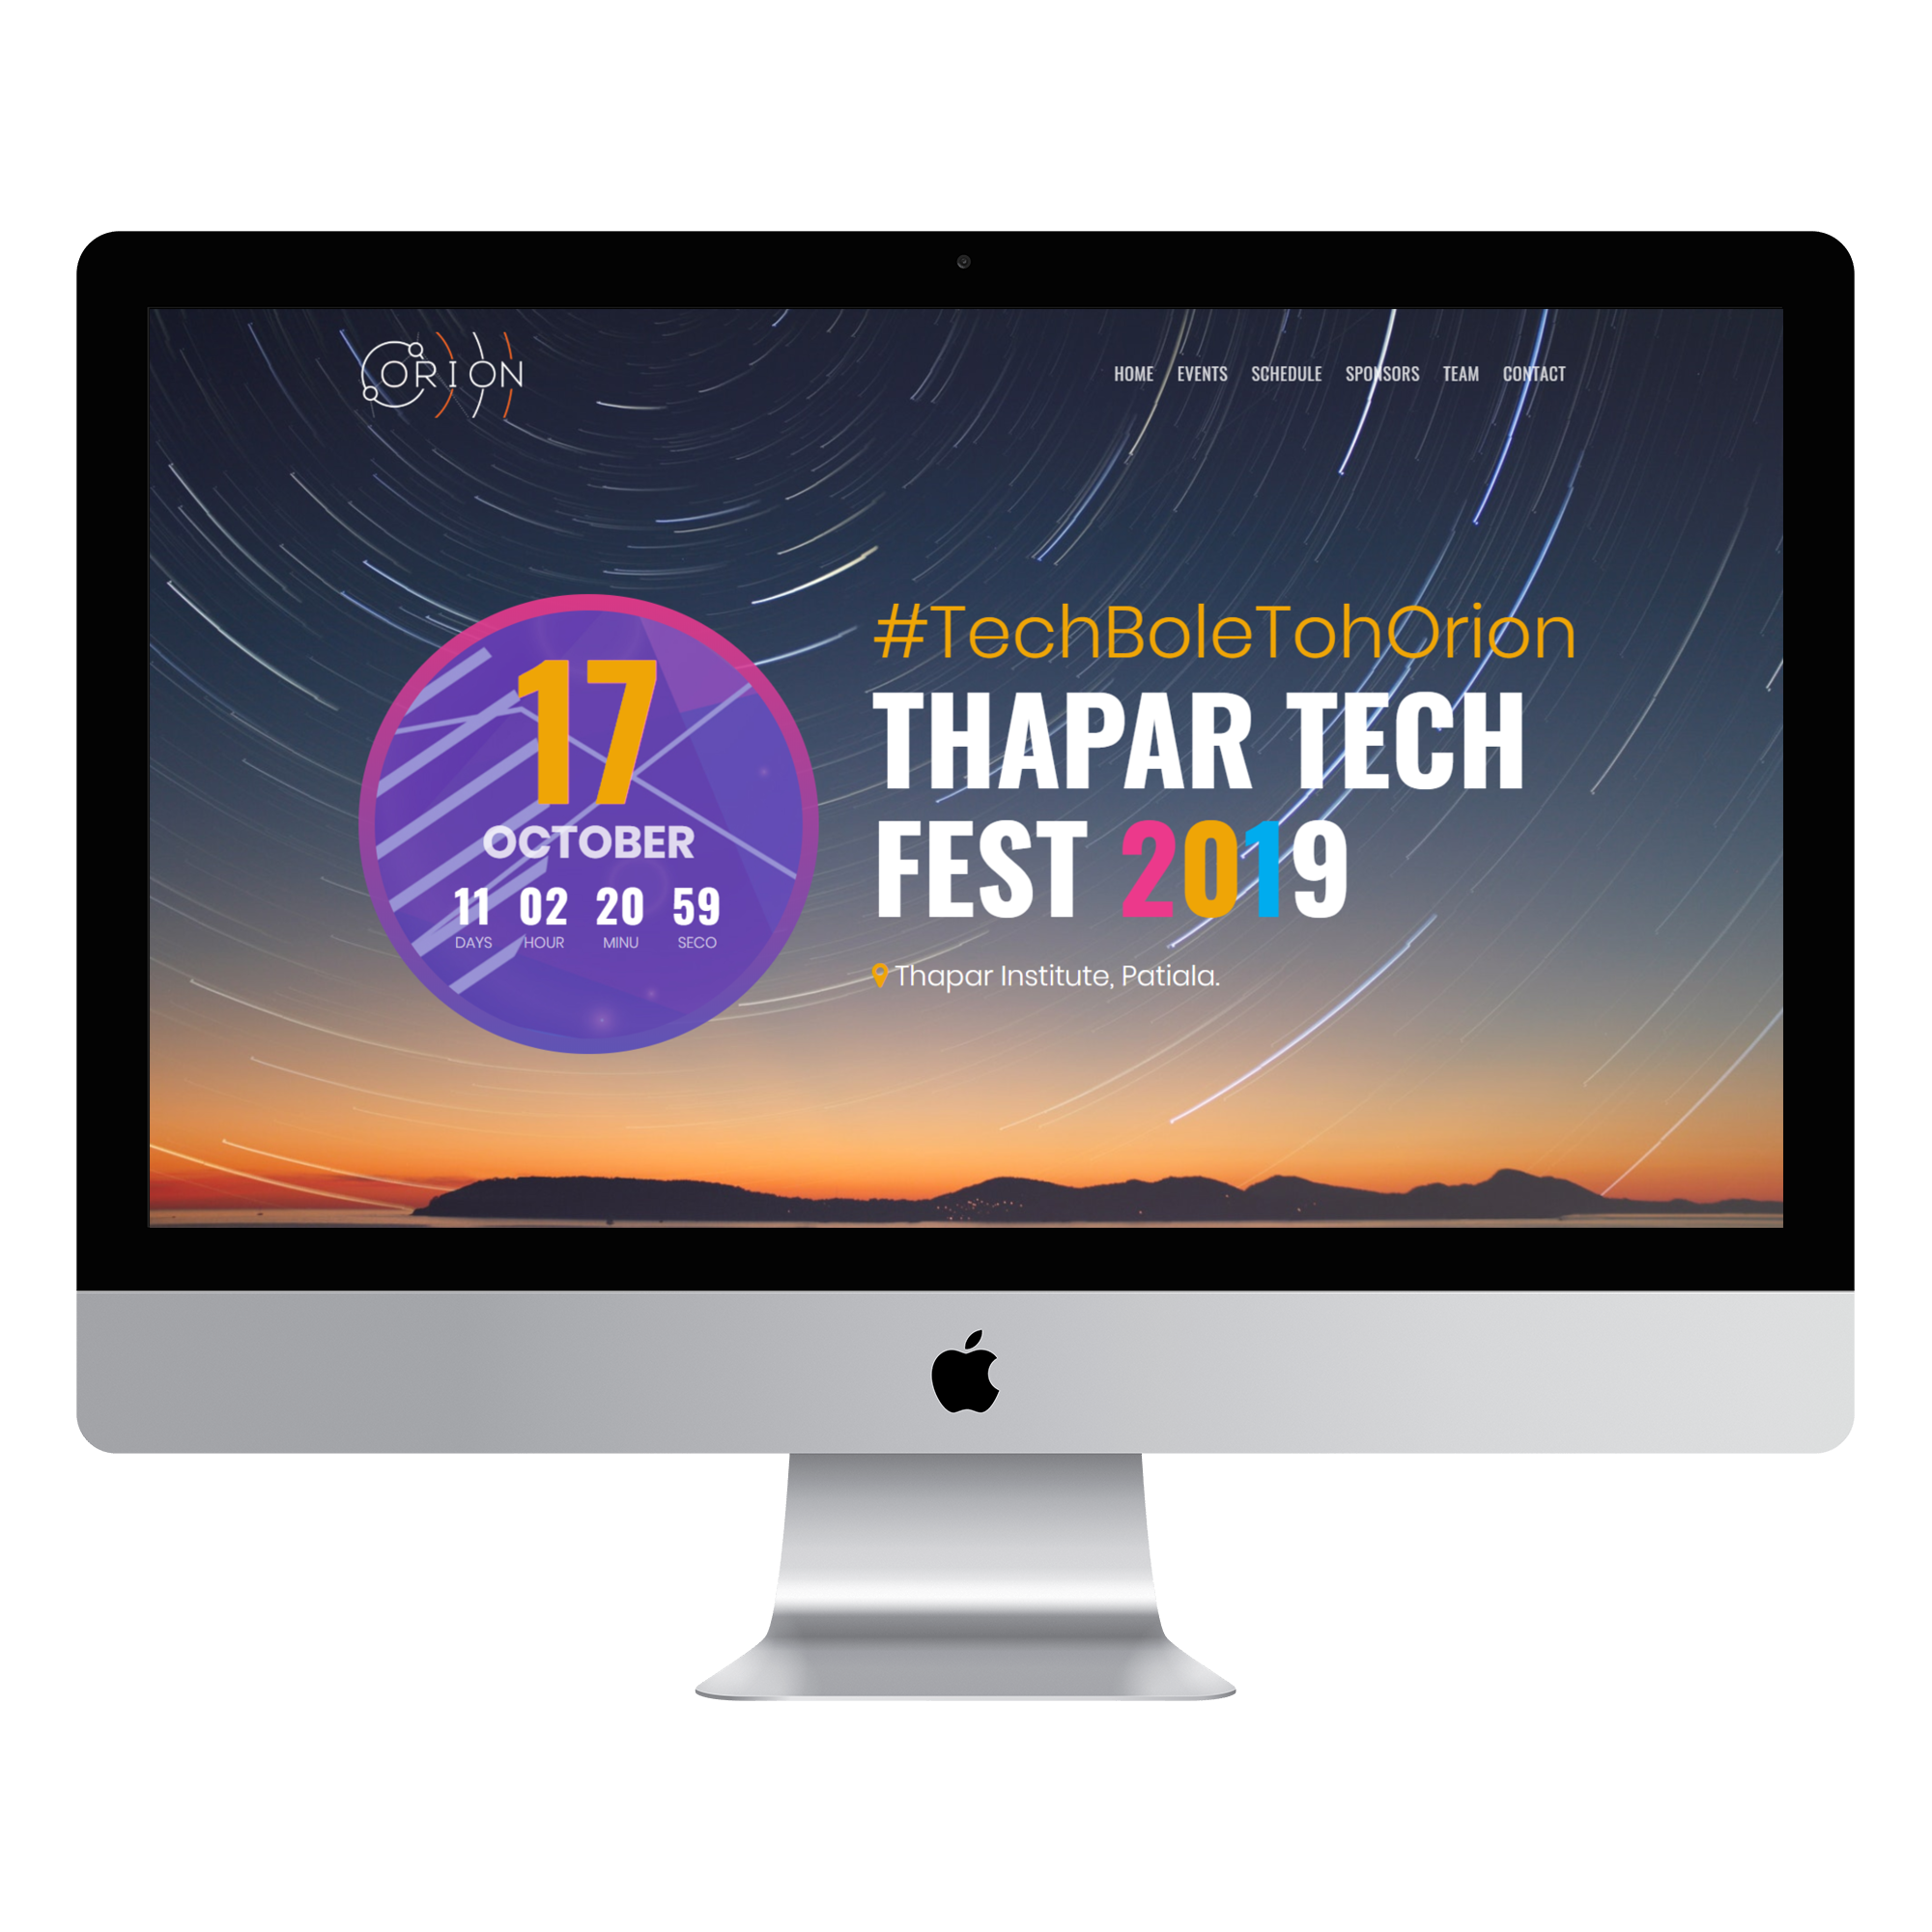 ORION
HOME EVENTS SCHEDULE SPONSORS TEAM CONTACT
17
OCTOBER
11 02 20 59
DAYS HOUR MINU SECO
#TechBoleTohOrion
THAPAR TECH
FEST 2019
Thapar Institute, Patiala.